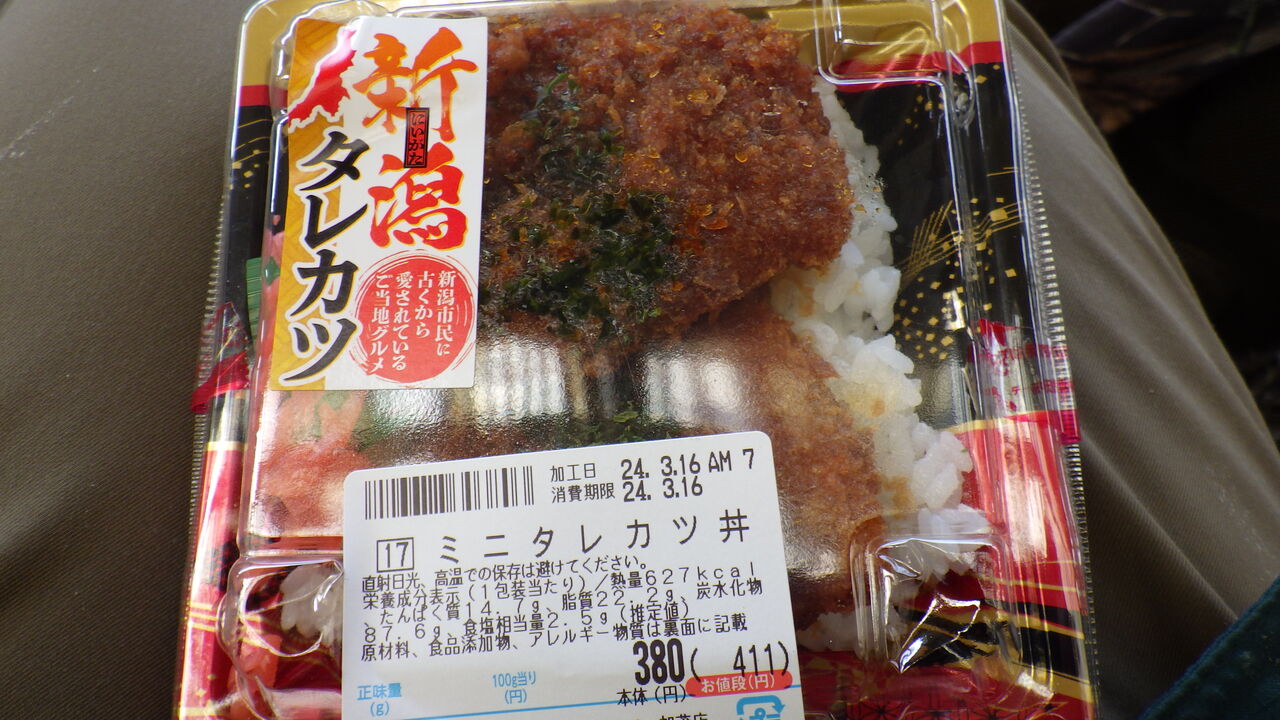 新潟
にいがた
タレカツ
新潟市民に
古くから
愛されている
ご当地グルメ
加工日 24. 3.16 AM 7
消費期限 24. 3.16
17 ミニタレカツ丼
直射日光、高温での保存は避けてください。
栄養成分表示(1包装当たり)/熱量627kcal
、たんぱく質14.7g、脂質22.2g、炭水化物
87.6g、食塩相当量2.5g(推定値)
原材料、食品添加物、アレルギー物質は裏面に記載
380( 411)
正味量(g) 100g当り(円) 本体(円) お値段(円)